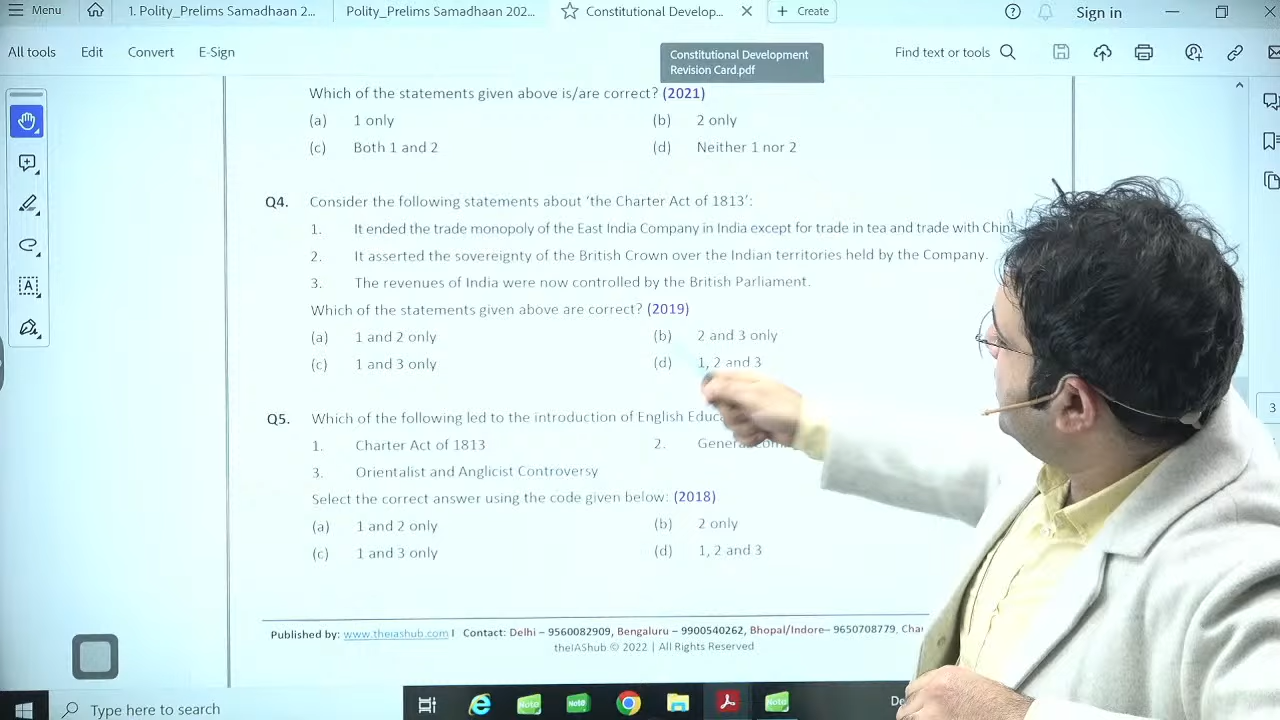 Menu
1. Polity_Prelims Samadhaan 2...
Polity_Prelims Samadhaan 202...
Constitutional Develop...
Create
Sign in
All tools
Edit
Convert
E-Sign
Constitutional Development
Revision Card.pdf
Find text or tools
Which of the statements given above is/are correct? (2021)
(a) 1 only
(b) 2 only
(c) Both 1 and 2
(d) Neither 1 nor 2
Q4. Consider the following statements about ‘the Charter Act of 1813’:
1. It ended the trade monopoly of the East India Company in India except for trade in tea and trade with China
2. It asserted the sovereignty of the British Crown over the Indian territories held by the Company.
3. The revenues of India were now controlled by the British Parliament.
Which of the statements given above are correct? (2019)
(a) 1 and 2 only
(b) 2 and 3 only
(c) 1 and 3 only
(d) 1, 2 and 3
3
Q5. Which of the following led to the introduction of English
1. Charter Act of 1813
2.
3. Orientalist and Anglicist Controversy
Select the correct answer using the code given below: (2018)
(a) 1 and 2 only
(b) 2 only
(c) 1 and 3 only
(d) 1, 2 and 3
Published by: www.theiashub.com I Contact: Delhi – 9560082909, Bengaluru – 9900540262, Bhopal/Indore– 9650708779,
theIAShub © 2022 | All Rights Reserved
Type here to search
Note
Note
Note